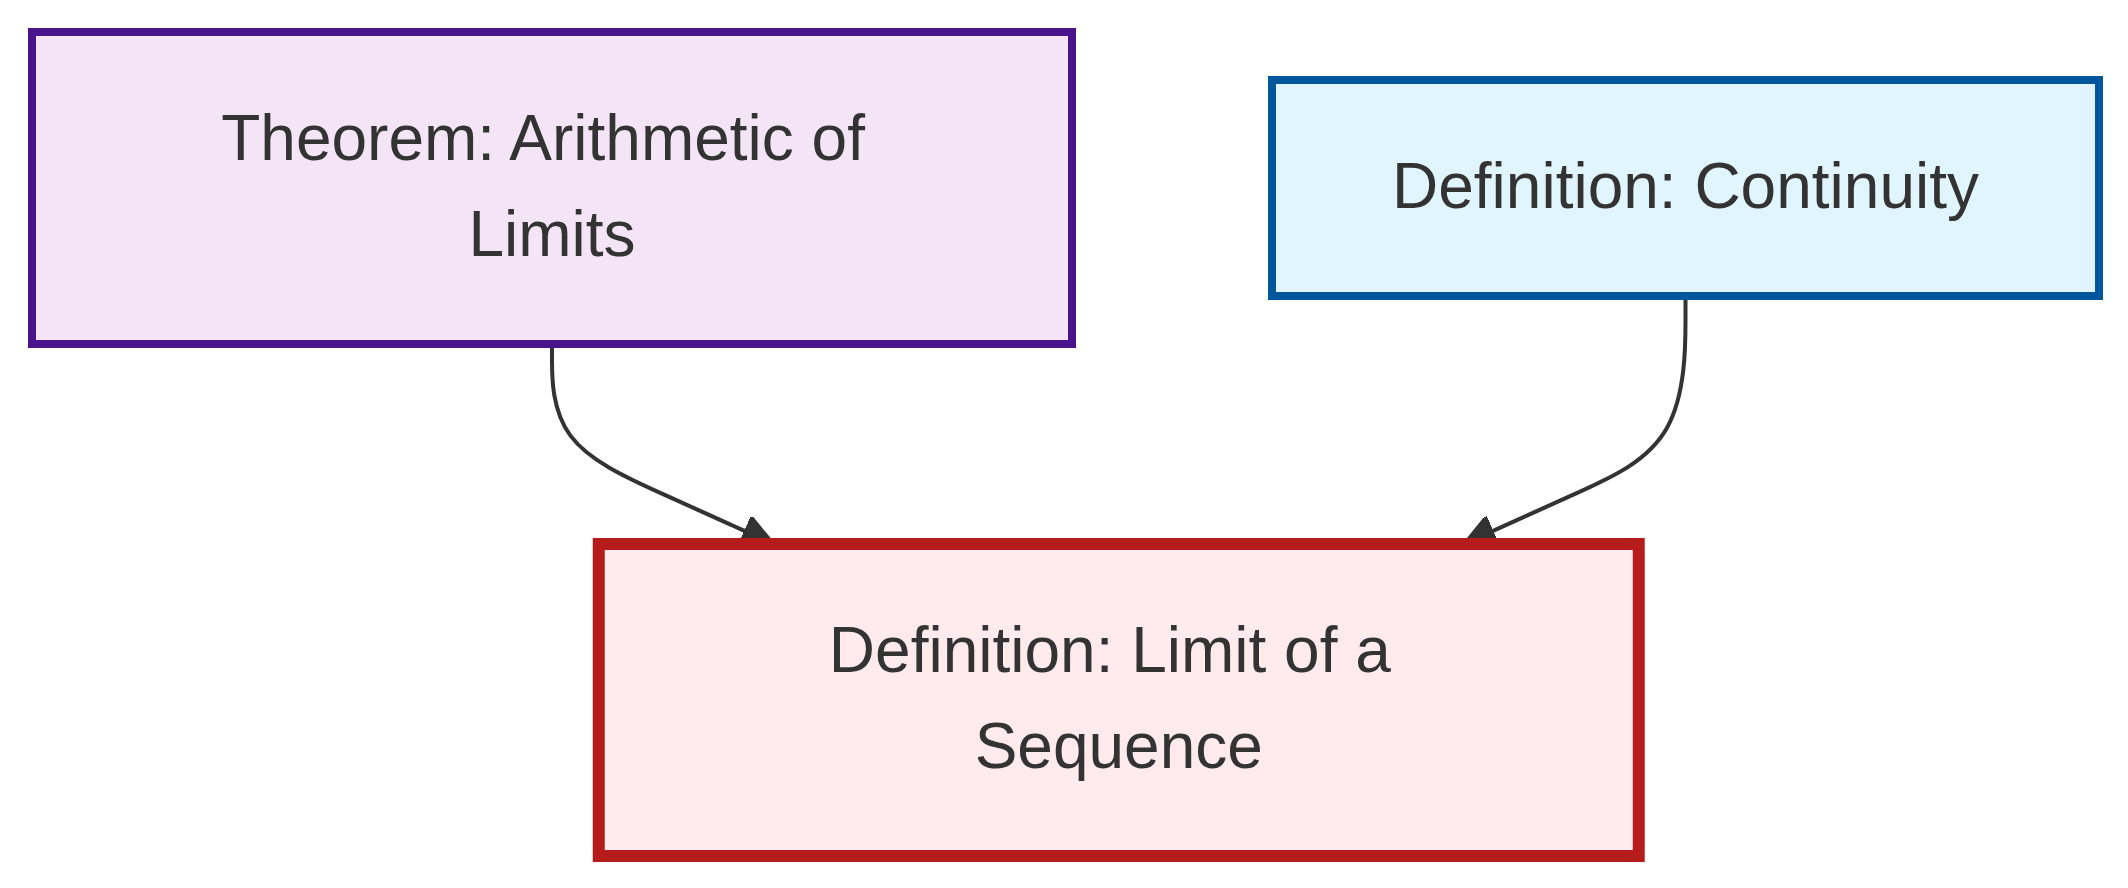 Theorem: Arithmetic of
Limits
Definition: Continuity
Definition: Limit of a
Sequence